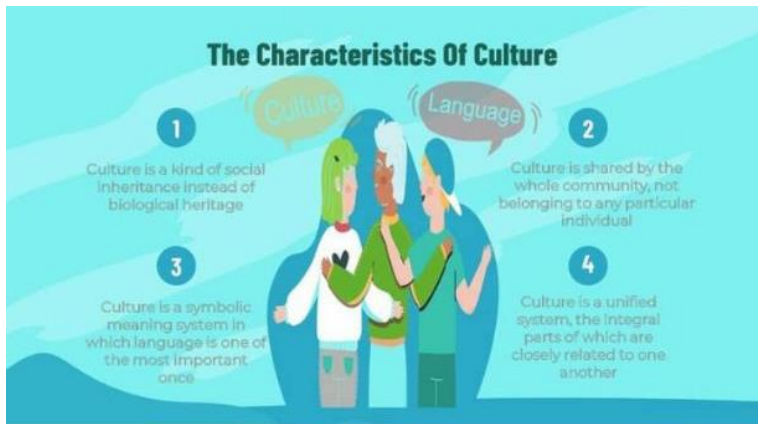 The Characteristics Of Culture
Culture
Language
1
Culture is a kind of social
inheritance instead of
biological heritage
2
Culture is shared by the
whole community, not
belonging to any particular
individual
3
Culture is a symbolic
meaning system in
which language is one of
the most important
once
4
Culture is a unified
system, the integral
parts of which are
closely related to one
another